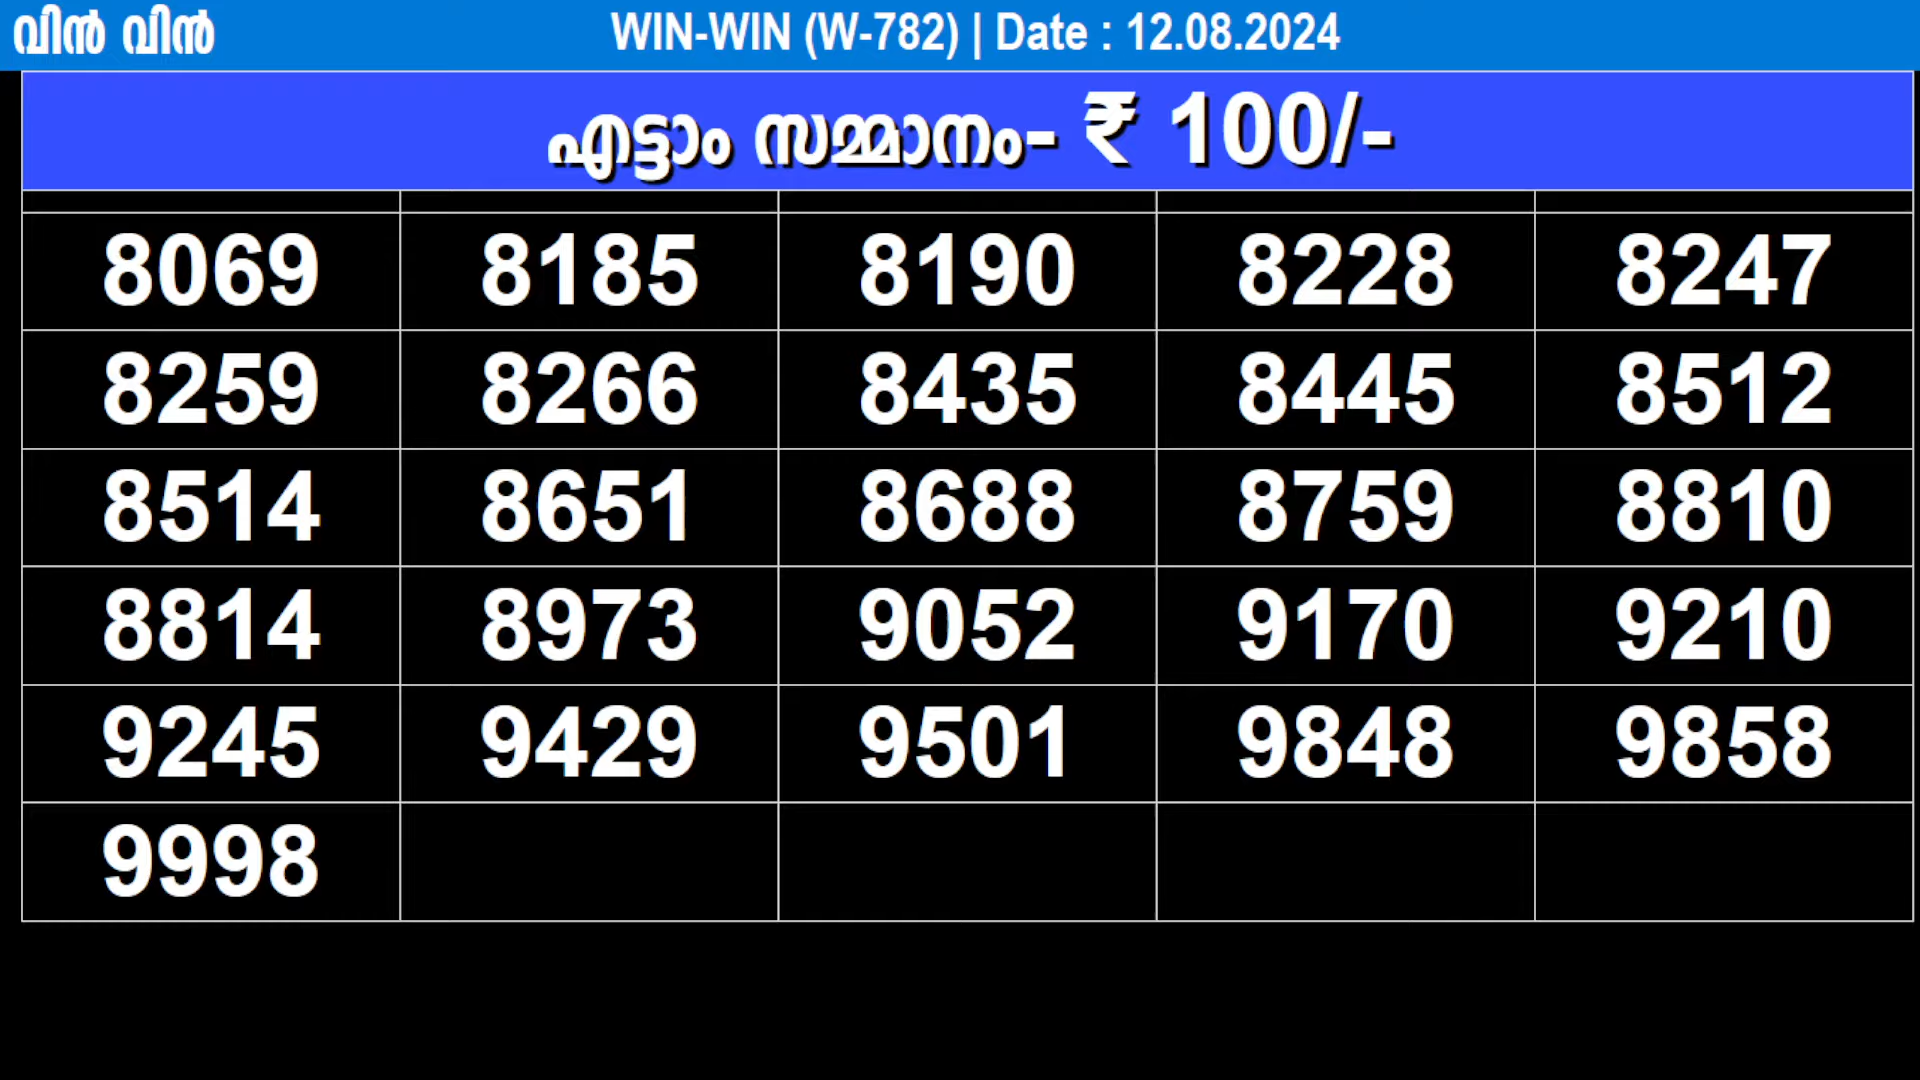 വിൻ വിൻ WIN-WIN (W-782) | Date : 12.08.2024
എട്ടാം സമ്മാനം- ₹ 100/-
8069 8185 8190 8228 8247
8259 8266 8435 8445 8512
8514 8651 8688 8759 8810
8814 8973 9052 9170 9210
9245 9429 9501 9848 9858
9998